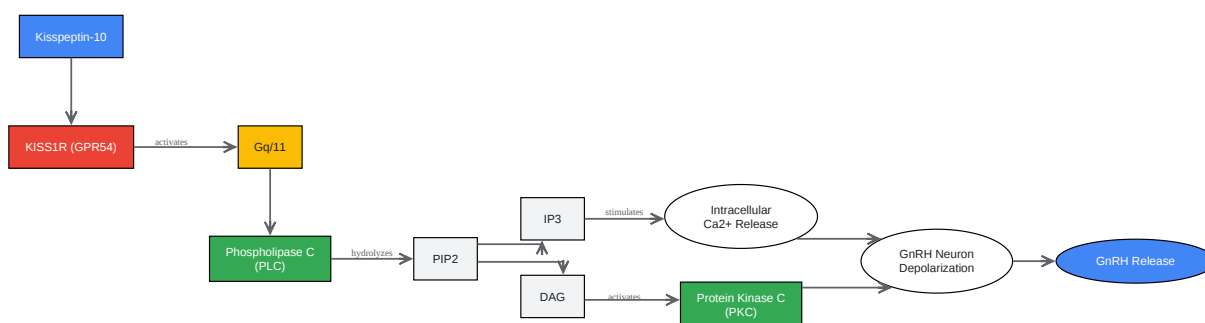 Kisspeptin-10
KISS1R (GPR54)
activates
Gq/11
Phospholipase C
(PLC)
hydrolyzes
PIP2
IP3
stimulates
Intracellular
Ca2+ Release
DAG
activates
Protein Kinase C
(PKC)
GnRH Neuron
Depolarization
GnRH Release